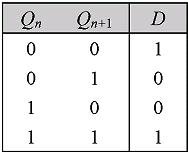 Qn Qn+1 D
0 0 1
0 1 0
1 0 0
1 1 1